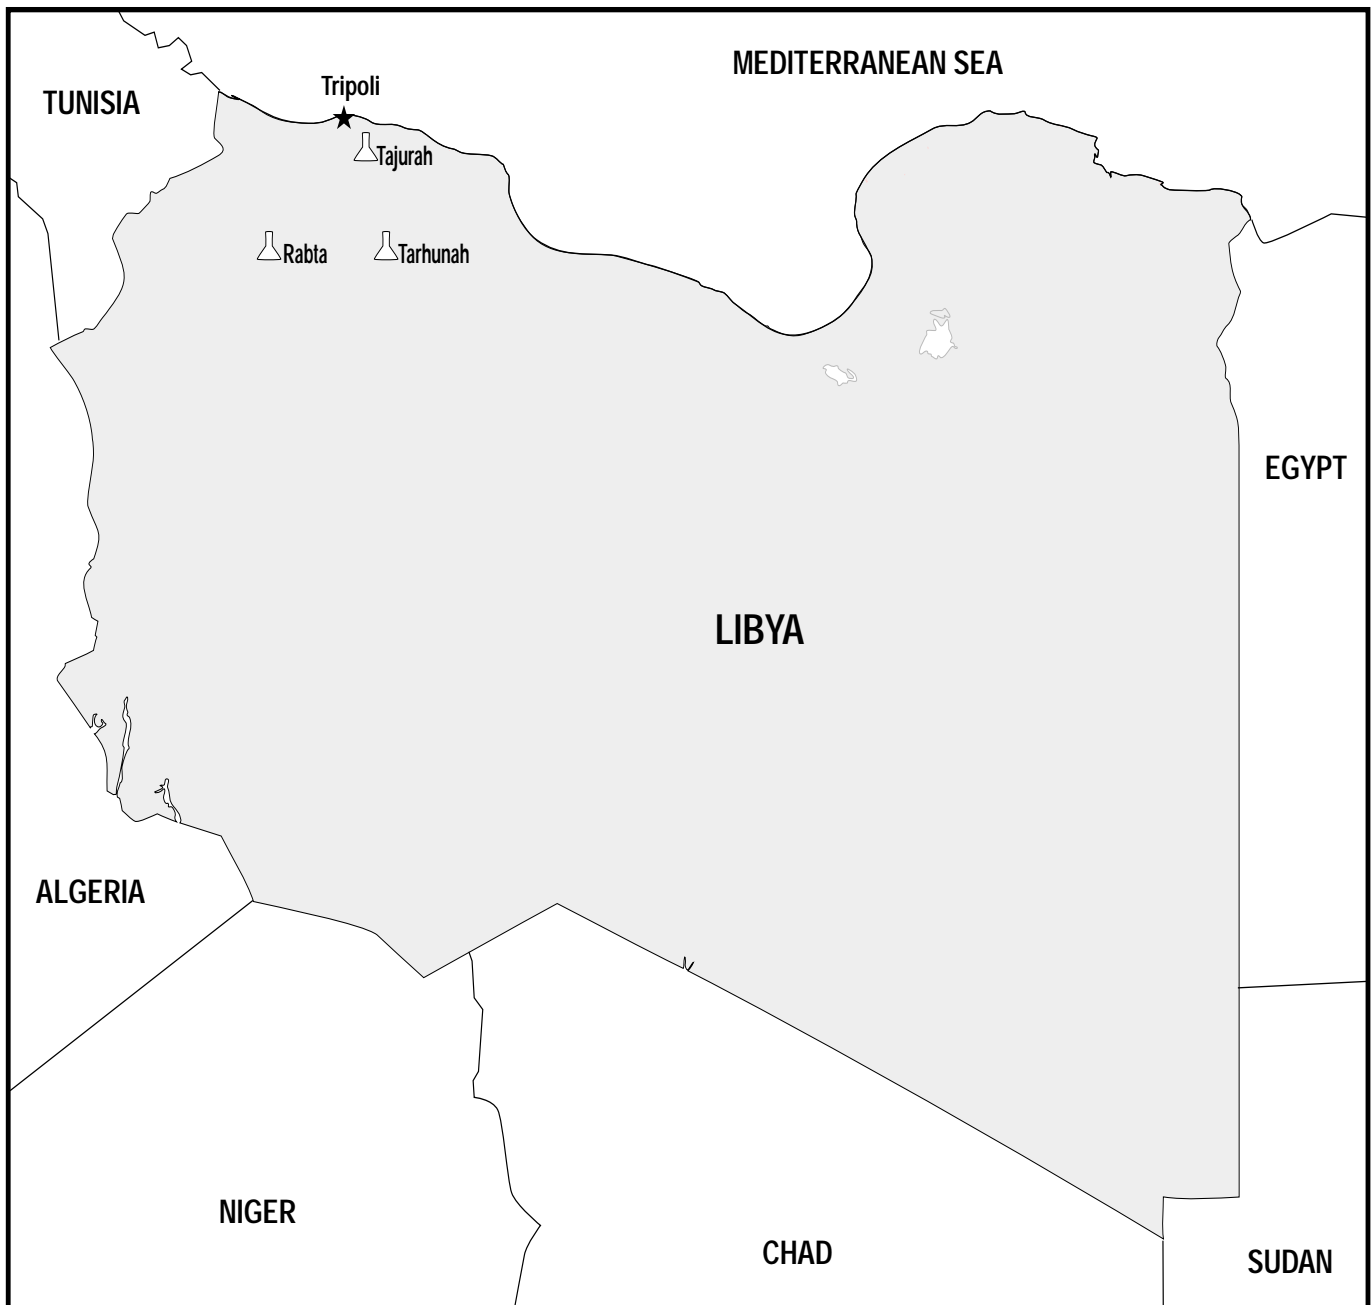 MEDITERRANEAN SEA
Tripoli
TUNISIA
Tajurah
Rabta
Tarhunah
EGYPT
LIBYA
ALGERIA
NIGER
CHAD
SUDAN